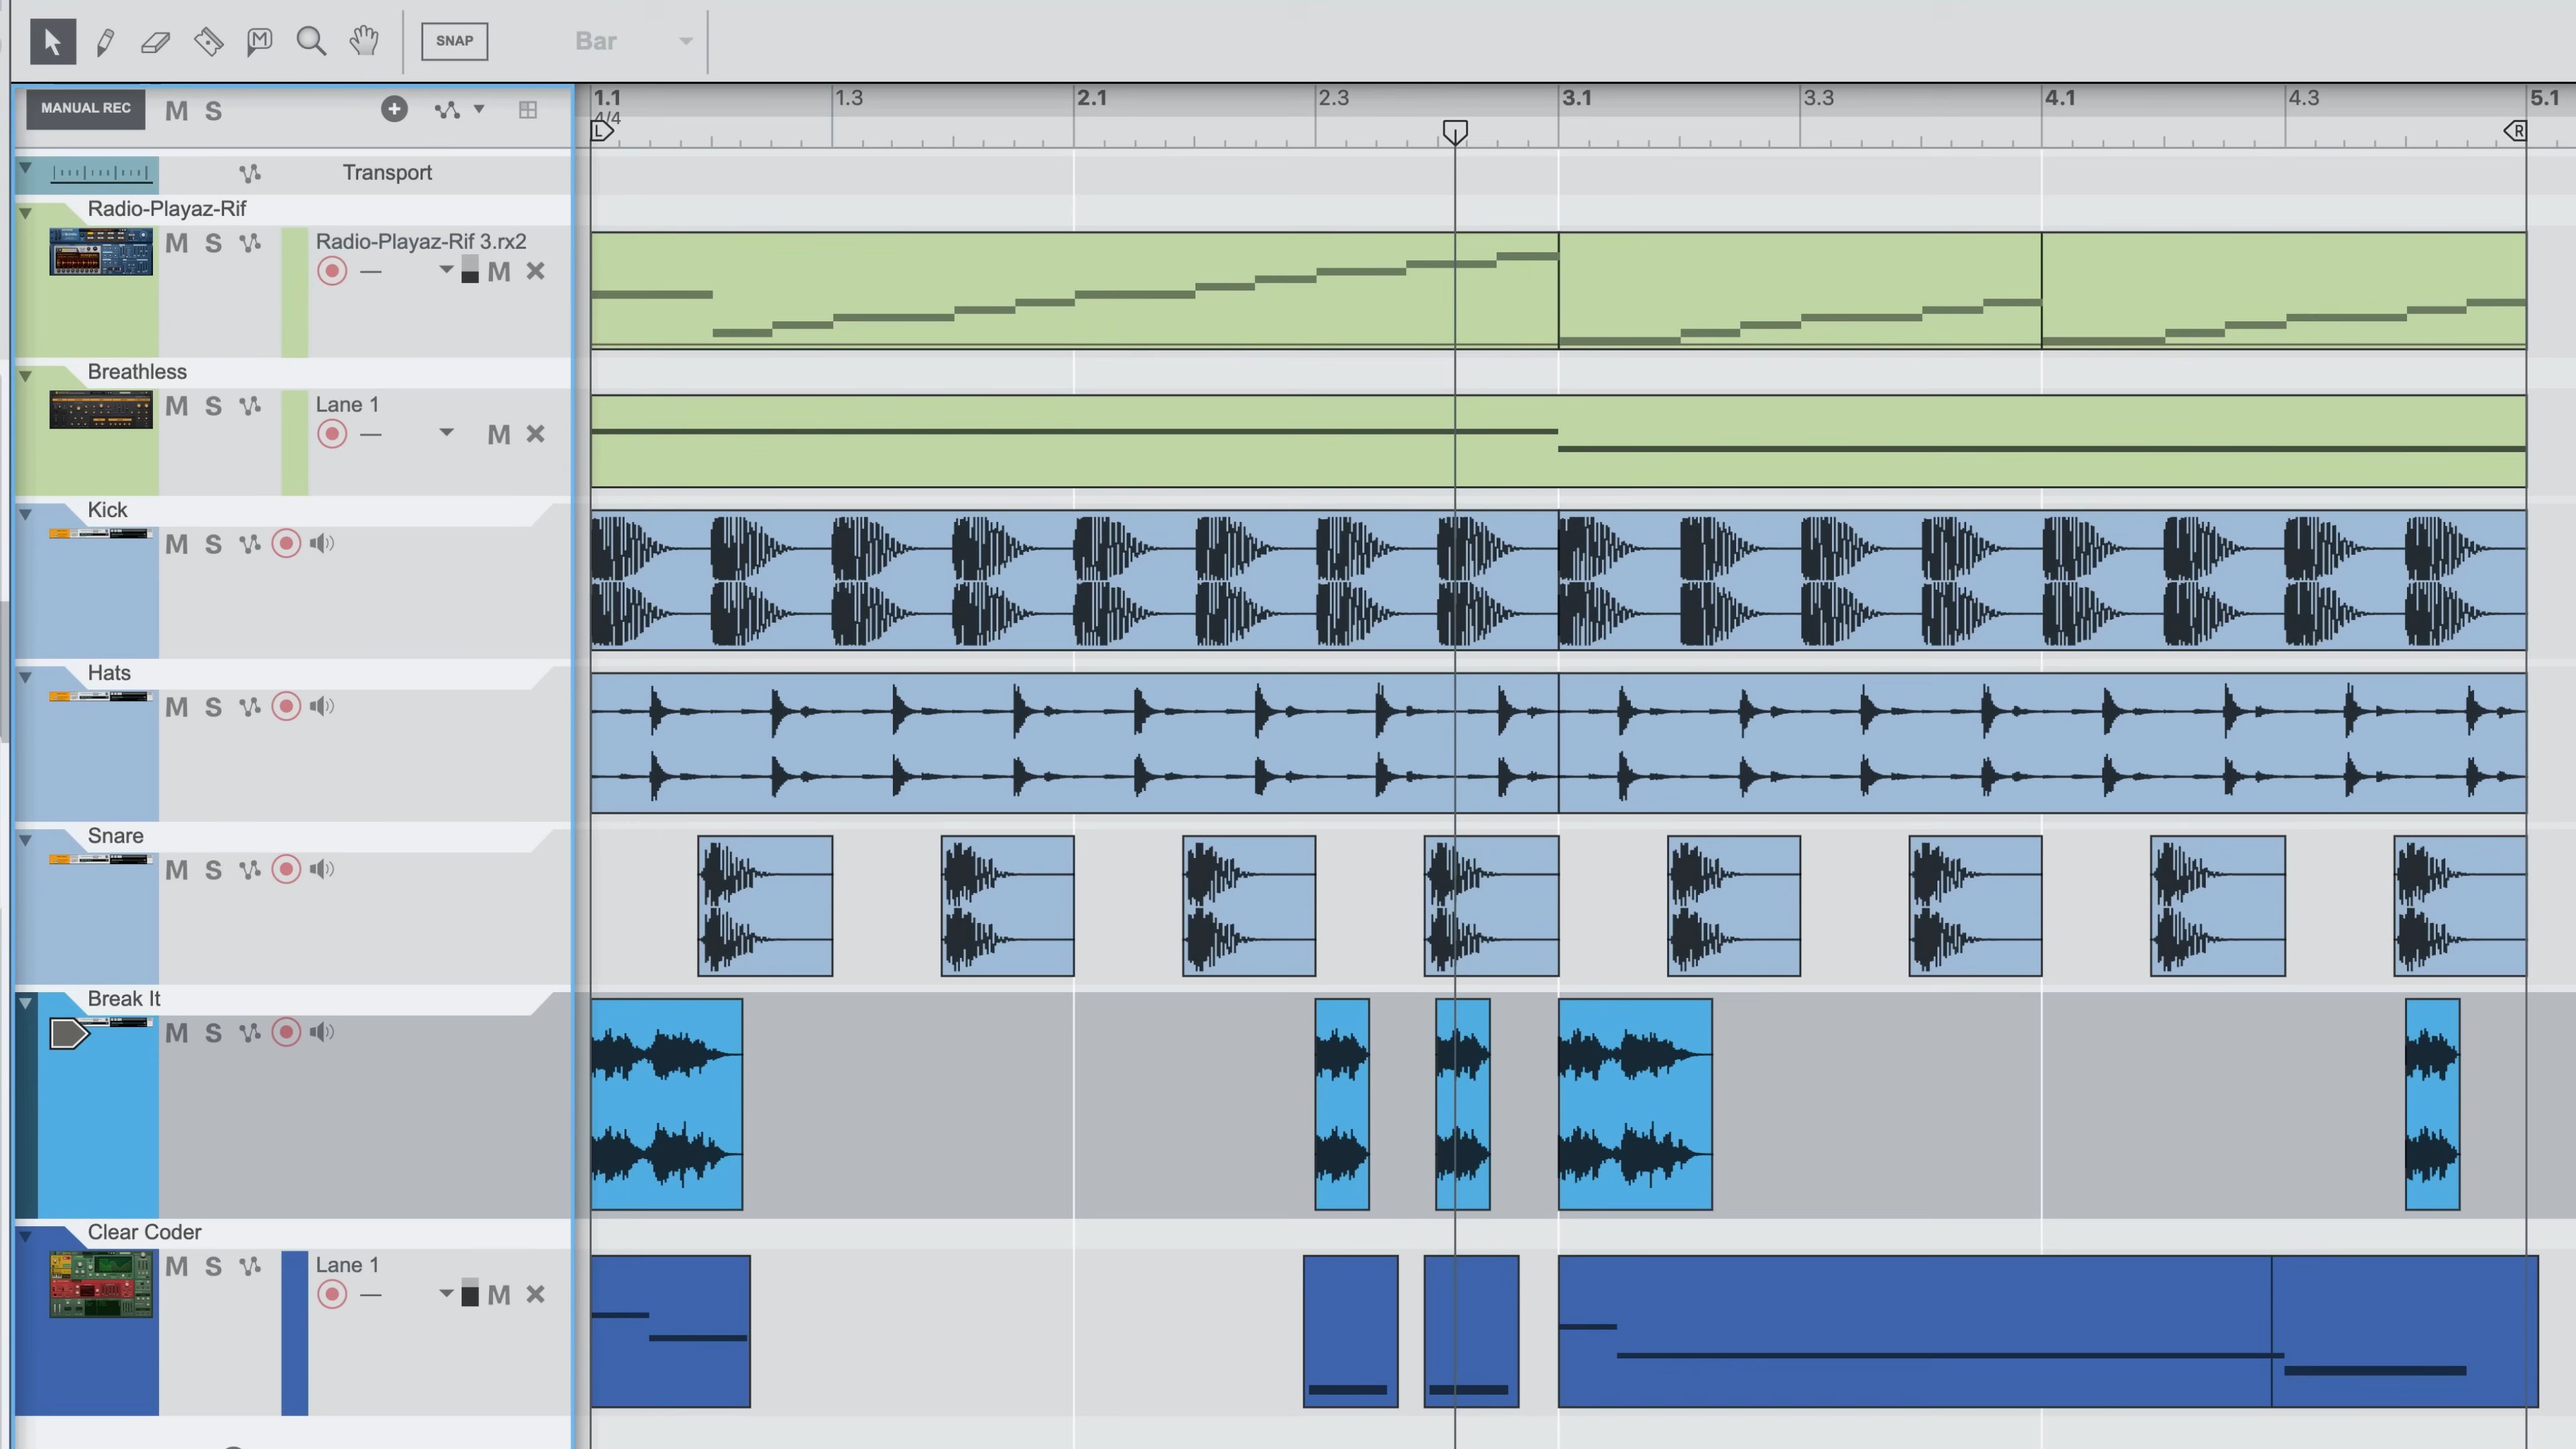 SNAP Bar
MANUAL REC M S
1.1 1.3 2.1 2.3 3.1 3.3 4.1 4.3 5.1
4/4
L R
Transport
Radio-Playaz-Rif
M S Radio-Playaz-Rif 3.rx2
M
Breathless
M S Lane 1
M
Kick
M S
Hats
M S
Snare
M S
Break It
M S
Clear Coder
M S Lane 1
M